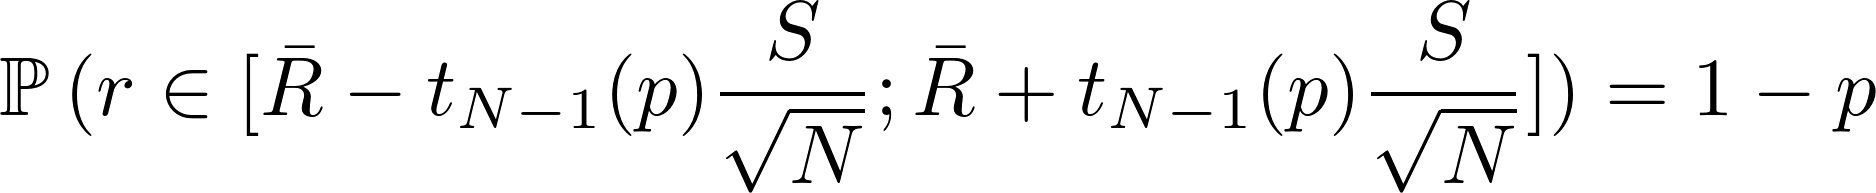 ℙ (r ∈ [R̄ − t_{N−1}(p) S/√N; R̄ + t_{N−1}(p) S/√N]) = 1 − p